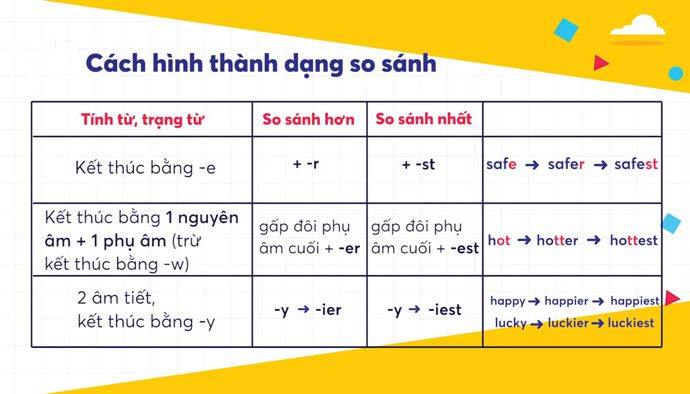 Cách hình thành dạng so sánh
Tính từ, trạng từ
So sánh hơn
So sánh nhất
Kết thúc bằng -e
+ -r
+ -st
safe → safer → safest
Kết thúc bằng 1 nguyên
âm + 1 phụ âm (trừ
kết thúc bằng -w)
gấp đôi phụ
âm cuối + -er
gấp đôi phụ
âm cuối + -est
hot → hotter → hottest
2 âm tiết,
kết thúc bằng -y
-y → -ier
-y → -iest
happy → happier → happiest
lucky → luckier → luckiest